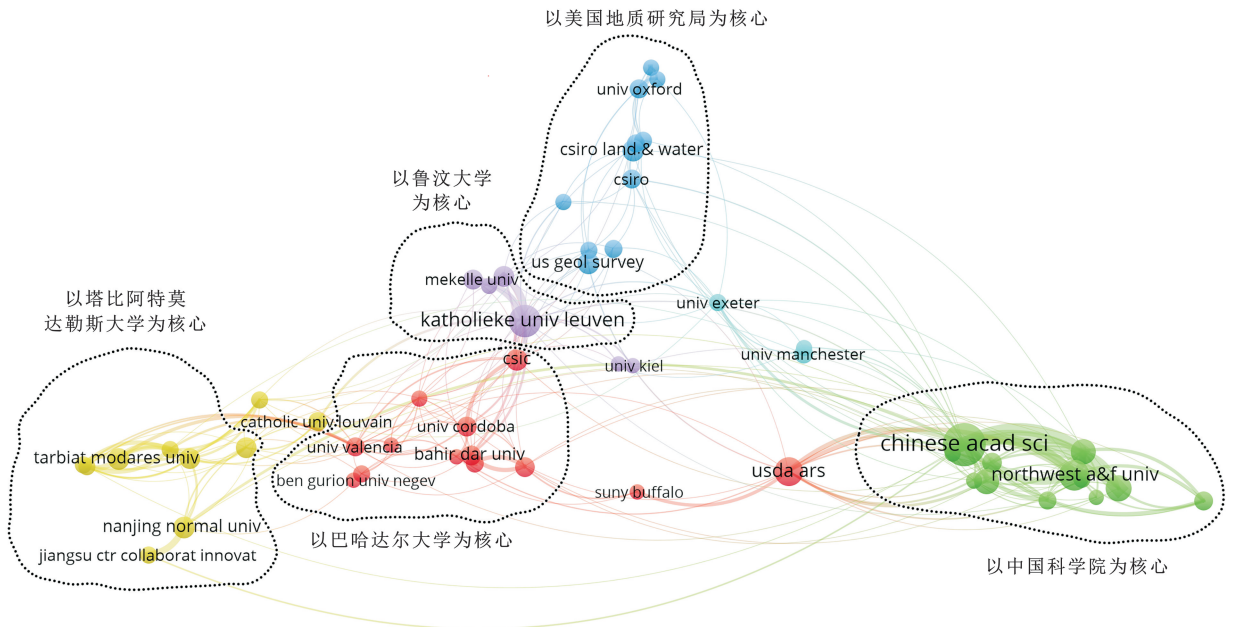 以美国地质研究局为核心
univ oxford
csiro land & water
csiro
us geol survey
以鲁汶大学
为核心
mekelle univ
katholieke univ leuven
univ exeter
univ manchester
univ kiel
以塔比阿特莫
达勒斯大学为核心
catholic univ louvain
tarbiat modares univ
nanjing normal univ
jiangsu ctr collaborat innovat
csic
univ cordoba
univ valencia
bahir dar univ
ben gurion univ negev
以巴哈达尔大学为核心
suny buffalo
usda ars
chinese acad sci
northwest a&f univ
以中国科学院为核心